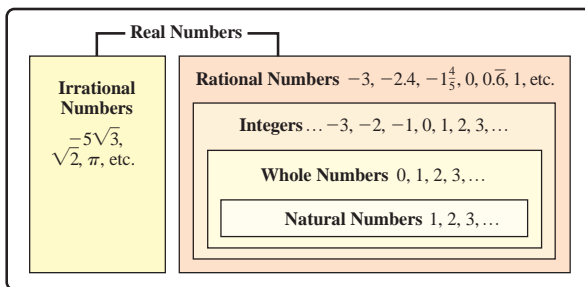 Real Numbers
Irrational
Numbers
−5√3,
√2, π, etc.
Rational Numbers −3, −2.4, −1⅘, 0, 0.6̅, 1, etc.
Integers … −3, −2, −1, 0, 1, 2, 3, …
Whole Numbers 0, 1, 2, 3, …
Natural Numbers 1, 2, 3, …